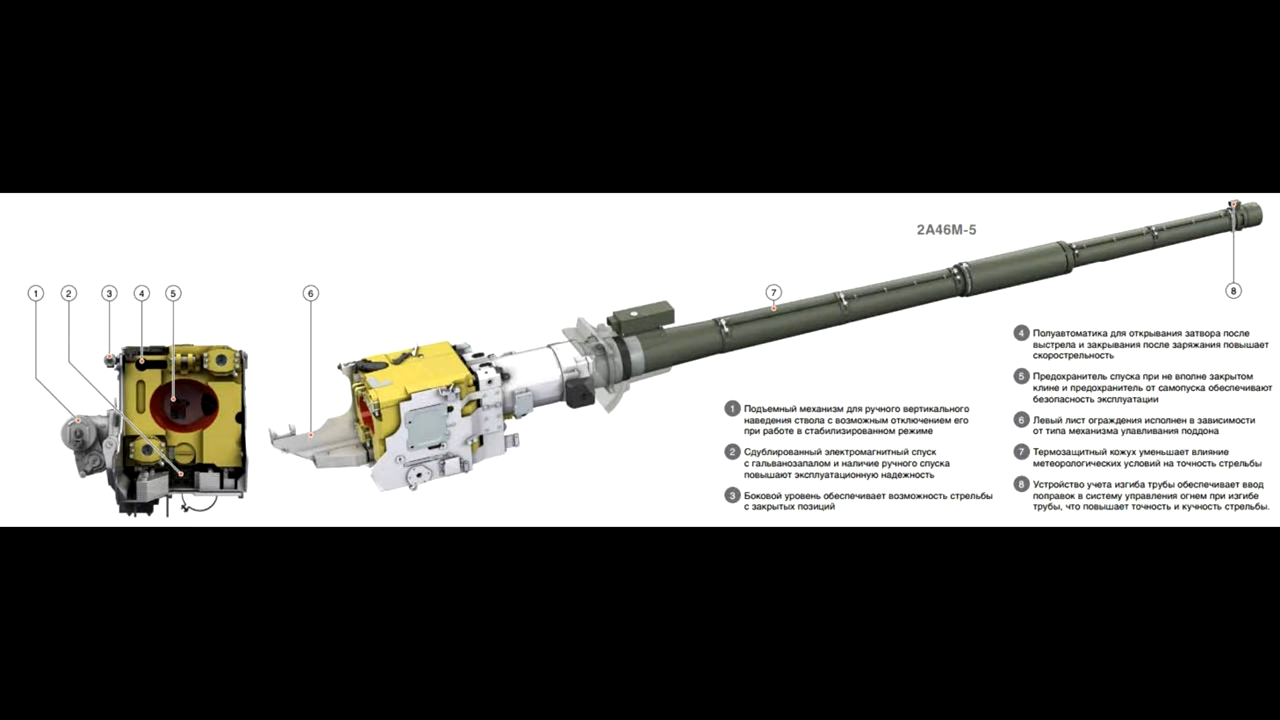 2А46М-5
1
2
3
4
5
6
7
8
1 Подъемный механизм для ручного вертикального
наведения ствола с возможным отключением его
при работе в стабилизированном режиме
2 Сдублированный электромагнитный спуск
с гальванозапалом и наличие ручного спуска
повышают эксплуатационную надежность
3 Боковой уровень обеспечивает возможность стрельбы
с закрытых позиций
4 Полуавтоматика для открывания затвора после
выстрела и закрывания после заряжания повышает
скорострельность
5 Предохранитель спуска при не вполне закрытом
клине и предохранитель от самопуска обеспечивают
безопасность эксплуатации
6 Левый лист ограждения исполнен в зависимости
от типа механизма улавливания поддона
7 Термозащитный кожух уменьшает влияние
метеорологических условий на точность стрельбы
8 Устройство учета изгиба трубы обеспечивает ввод
поправок в систему управления огнем при изгибе
трубы, что повышает точность и кучность стрельбы.